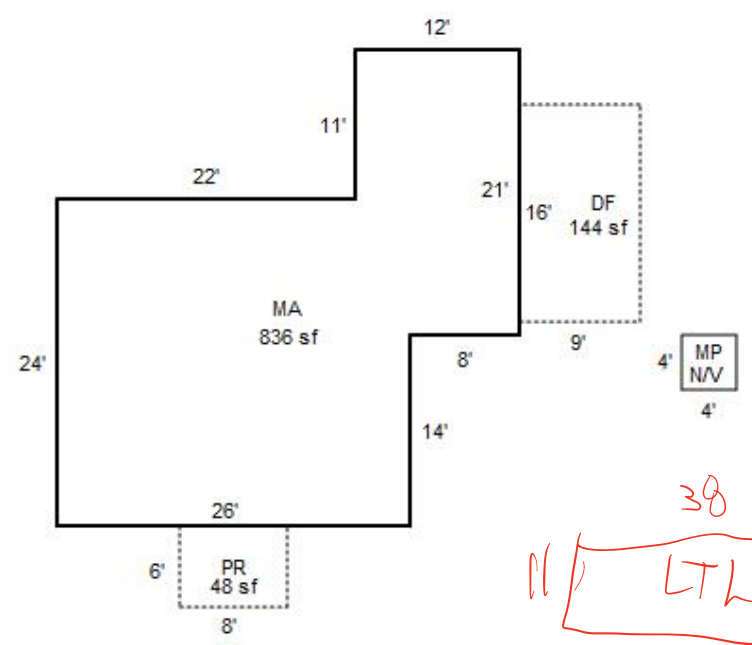 12'
11'
22'
21'
16'
DF
144 sf
MA
836 sf
24'
8'
9'
4'
MP
N/V
4'
14'
38
26'
6'
PR
48 sf
8'
11
LTL